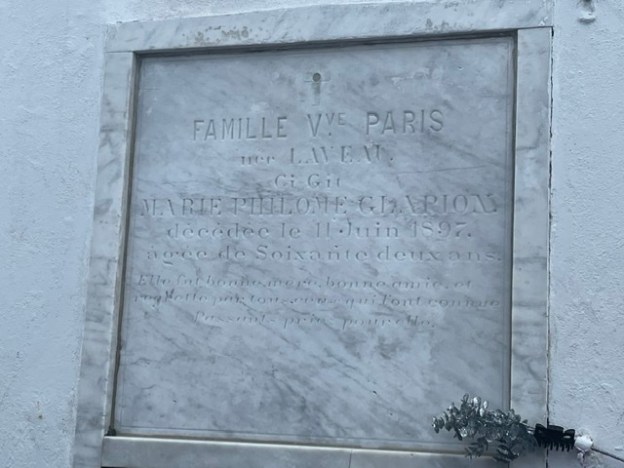 FAMILLE VVE PARIS
née LAVEAU.
Ci Git
MARIE PHILOME GLAPION.
décédée le 11 Juin 1897.
agée de Soixante deux ans.
Elle fut bonne mere, bonne amie, et
regrettée par tous ceux qui l'ont connue
Passants priez pour elle.